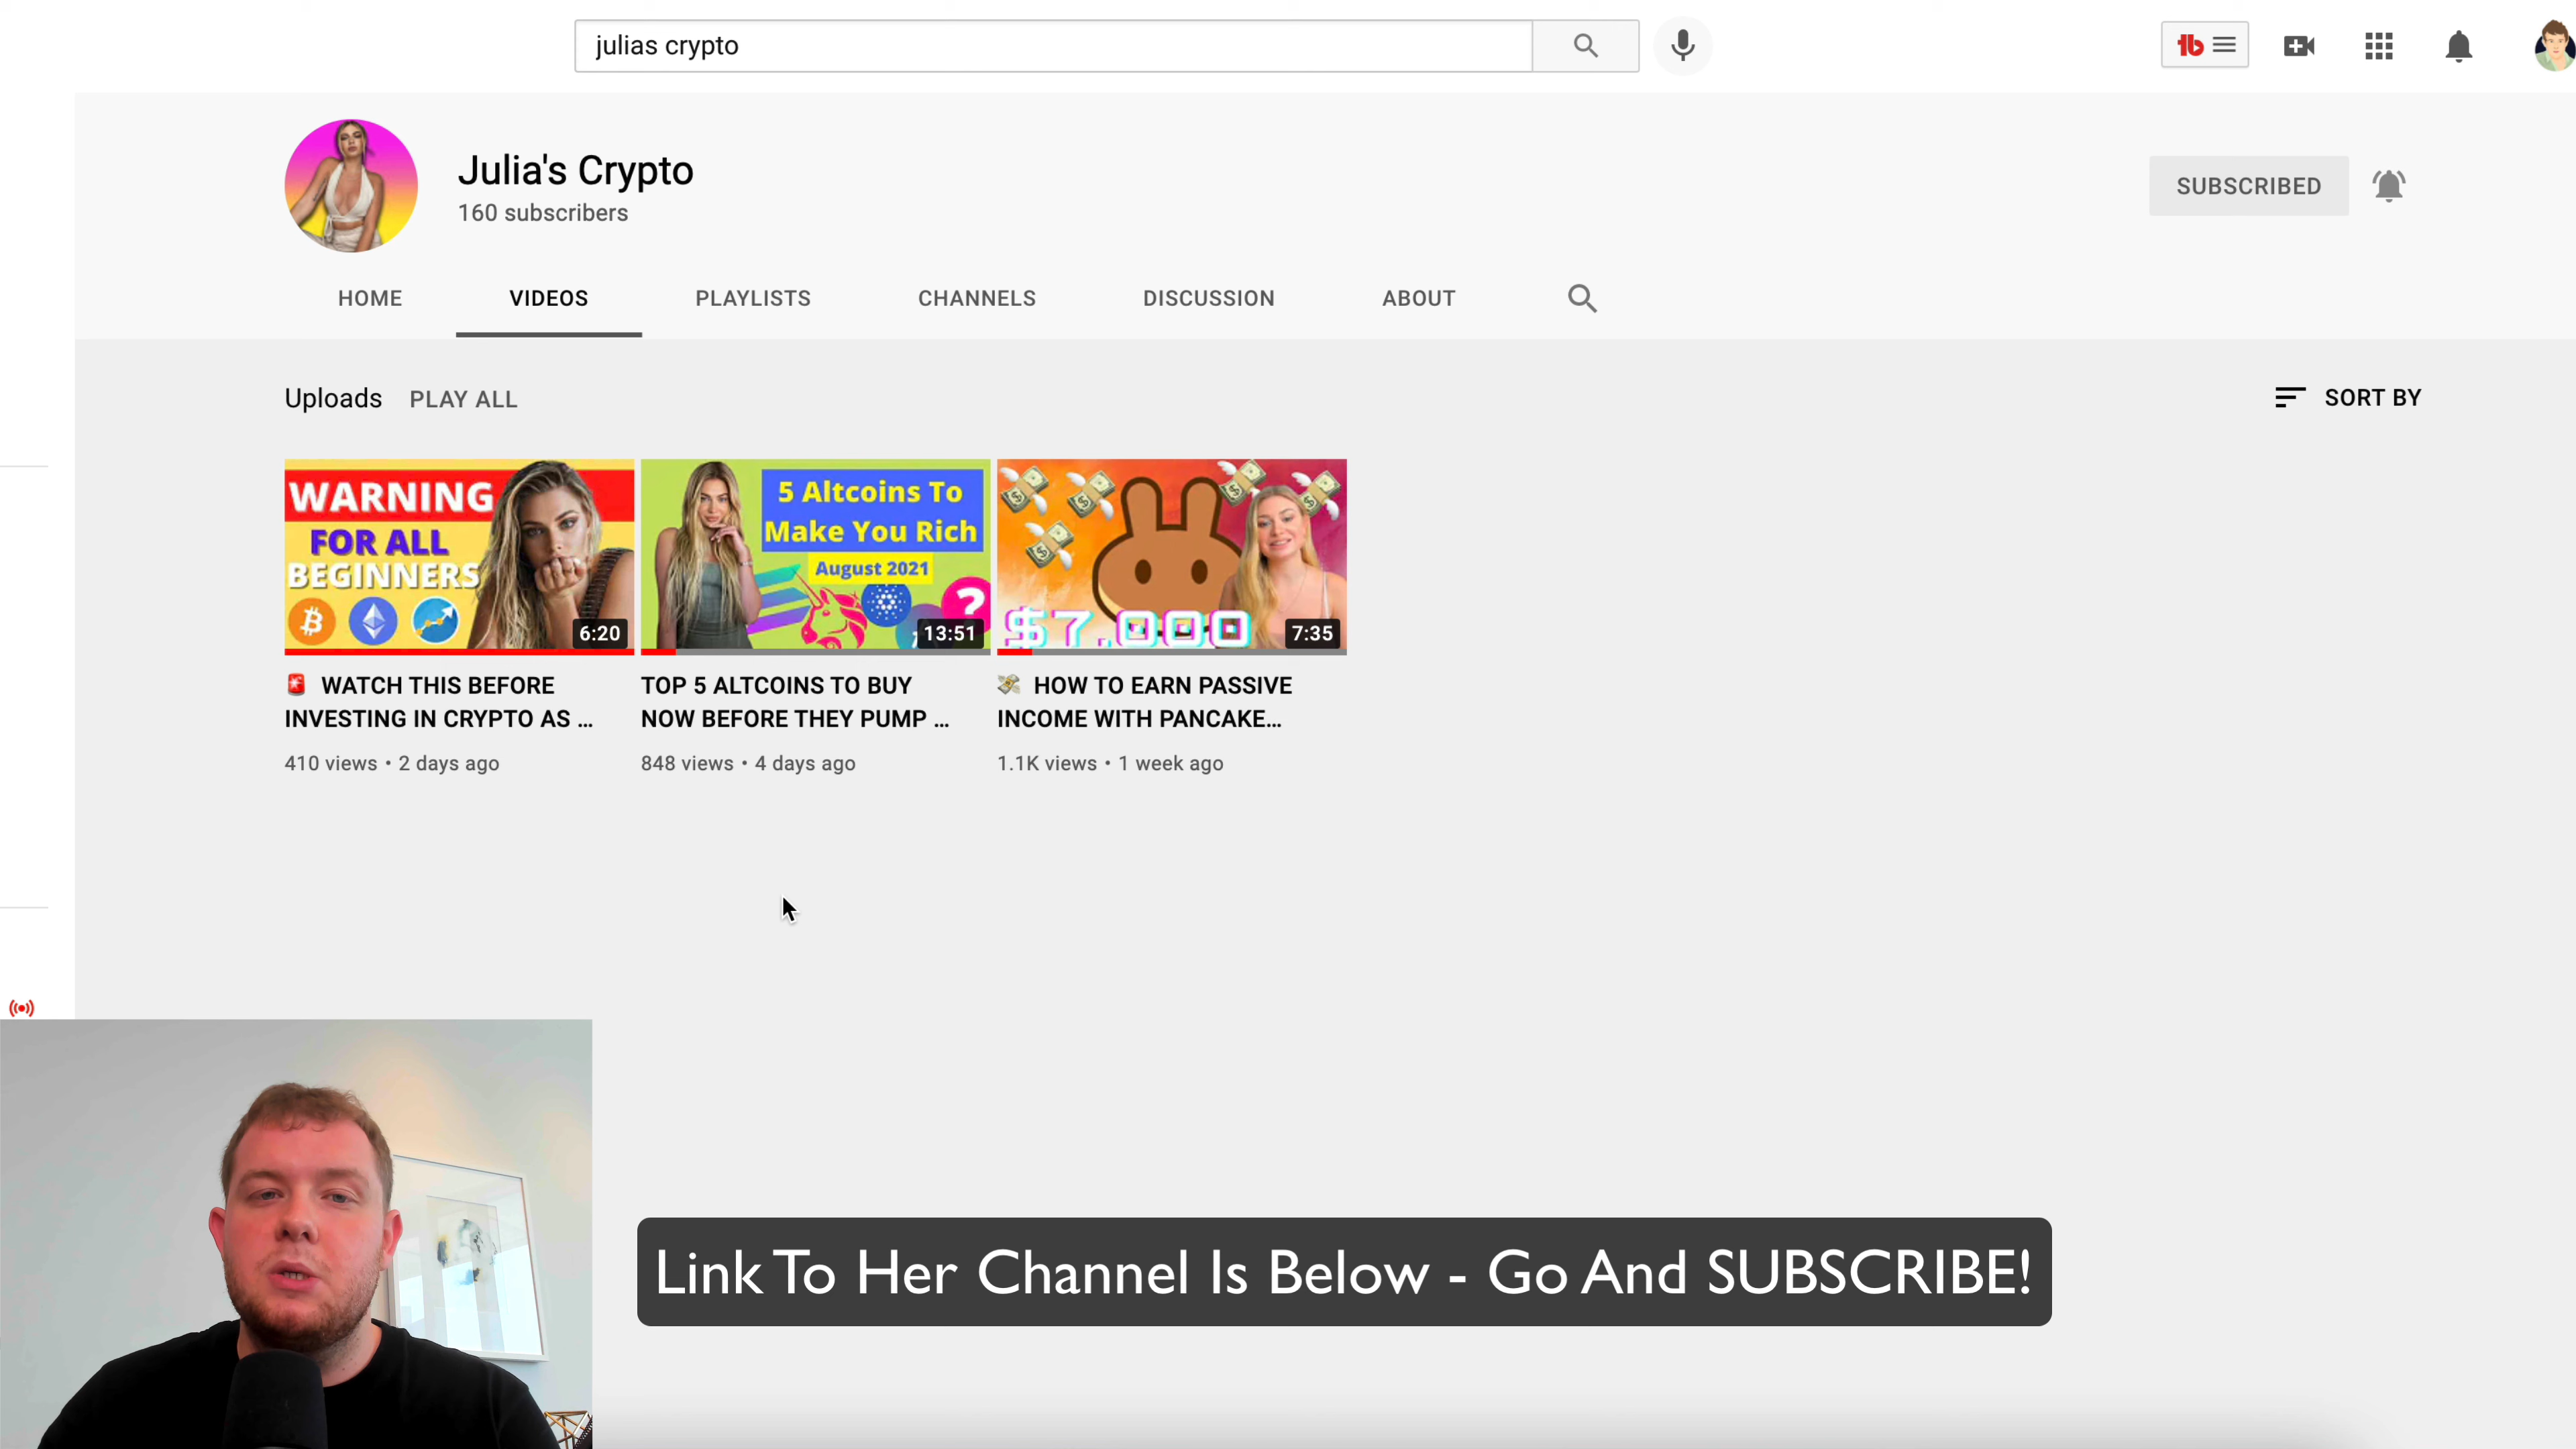 julias crypto
Julia's Crypto
160 subscribers
SUBSCRIBED
HOME VIDEOS PLAYLISTS CHANNELS DISCUSSION ABOUT
Uploads PLAY ALL
SORT BY
WARNING
FOR ALL
BEGINNERS
6:20
5 Altcoins To
Make You Rich
August 2021
?
13:51
$7.000
7:35
WATCH THIS BEFORE
INVESTING IN CRYPTO AS ...
410 views • 2 days ago
TOP 5 ALTCOINS TO BUY
NOW BEFORE THEY PUMP ...
848 views • 4 days ago
HOW TO EARN PASSIVE
INCOME WITH PANCAKE...
1.1K views • 1 week ago
Link To Her Channel Is Below - Go And SUBSCRIBE!